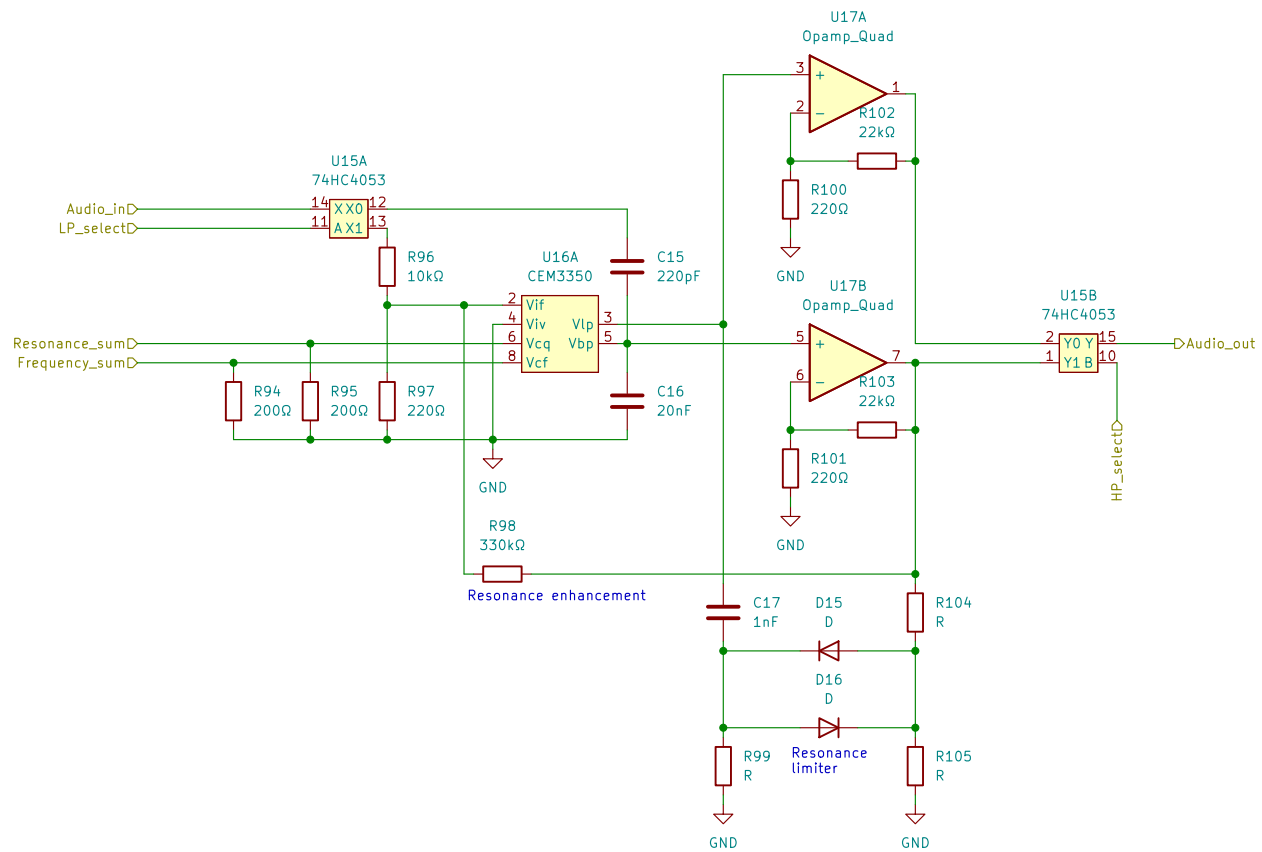 U17A
Opamp_Quad
3
+
1
2
−
R102
22kΩ
R100
220Ω
GND
U15A
74HC4053
Audio_in
14
X X0
12
LP_select
11
A X1
13
R96
10kΩ
U16A
CEM3350
C15
220pF
2
Vif
4
Viv
Vlp
3
Resonance_sum
6
Vcq
Vbp
5
Frequency_sum
8
Vcf
R94
200Ω
R95
200Ω
R97
220Ω
C16
20nF
GND
U17B
Opamp_Quad
5
+
7
6
−
R103
22kΩ
R101
220Ω
GND
U15B
74HC4053
2
Y0 Y
15
Audio_out
1
Y1 B
10
HP_select
R98
330kΩ
Resonance enhancement
C17
1nF
D15
D
R104
R
D16
D
Resonance
limiter
R99
R
R105
R
GND
GND